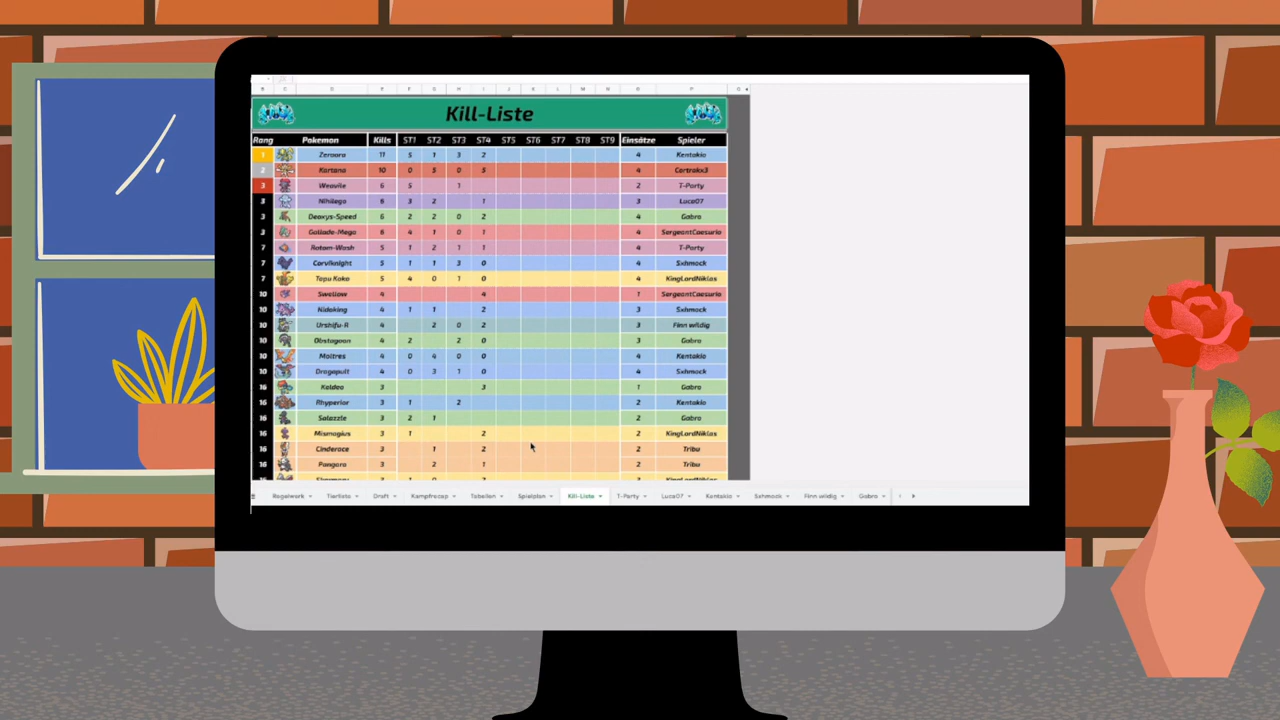 Kill-Liste
Rang Pokemon Kills ST1 ST2 ST3 ST4 ST5 ST6 ST7 ST8 ST9 Einsätze Spieler
1 Zeraora 11 5 1 3 2 4 Kentakio
2 Kartana 10 0 5 0 5 4 Cartrakx3
3 Weavile 6 5 1 2 T-Party
3 Nihilego 6 3 2 1 3 Luca07
3 Deoxys-Speed 6 2 2 0 2 4 Gabro
3 Gallade-Mega 6 4 1 0 1 4 SergeantCaesurio
7 Rotom-Wash 5 1 2 1 1 4 T-Party
7 Corviknight 5 1 1 3 0 4 Sxhmock
7 Tapu Koko 5 4 0 1 0 4 KingLordNiklas
10 Swellow 4 4 1 SergeantCaesurio
10 Nidoking 4 1 1 2 3 Sxhmock
10 Urshifu-R 4 2 0 2 3 Finn wildig
10 Obstagoon 4 2 2 0 3 Gabro
10 Moltres 4 0 4 0 0 4 Kentakio
10 Dragapult 4 0 3 1 0 4 Sxhmock
16 Keldeo 3 3 1 Gabro
16 Rhyperior 3 1 2 2 Kentakio
16 Salazzle 3 2 1 2 Gabro
16 Mismagius 3 1 2 2 KingLordNiklas
16 Cinderace 3 1 2 2 Tribu
16 Pangoro 3 2 1 2 Tribu
Regelwerk Tierliste Draft Kampfrecap Tabellen Spielplan Kill-Liste T-Party Luca07 Kentakio Sxhmock Finn wildig Gabro